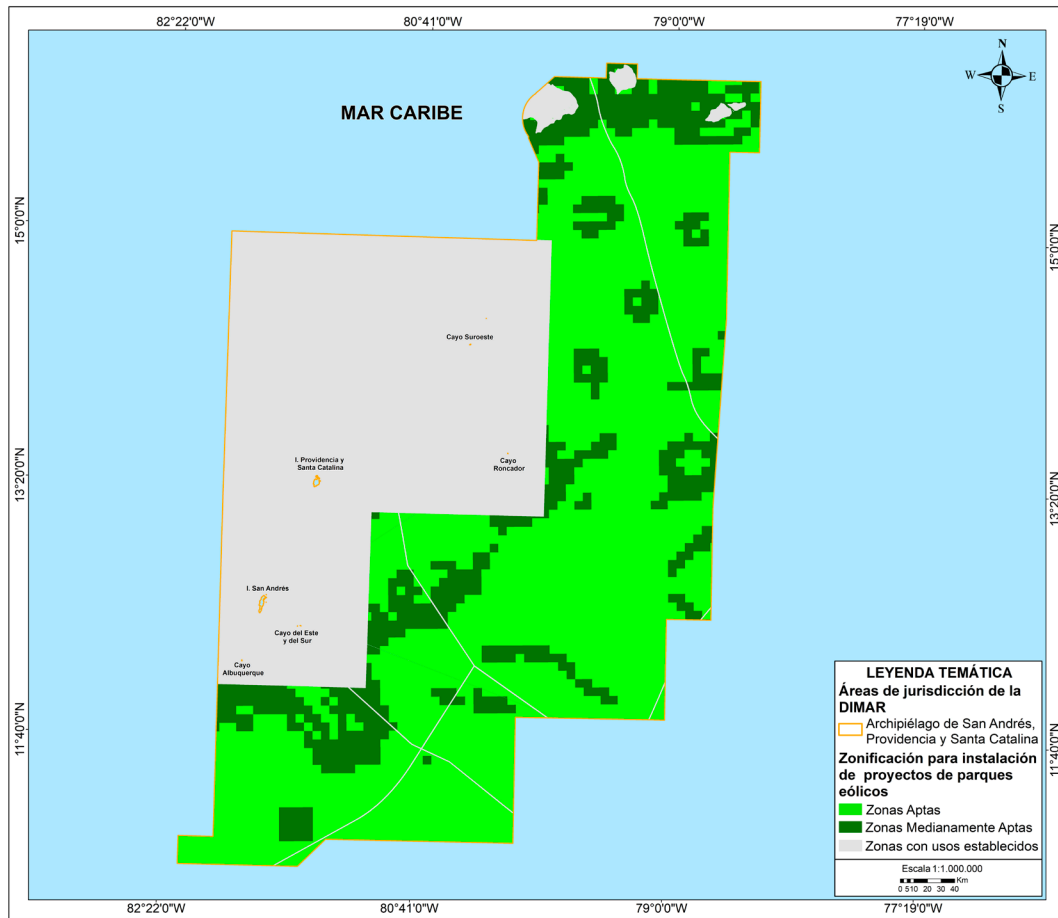 82°22'0"W
80°41'0"W
79°0'0"W
77°19'0"W
N
W
E
S
MAR CARIBE
15°0'0"N
15°0'0"N
Cayo Suroeste
I. Providencia y
Santa Catalina
Cayo
Roncador
13°20'0"N
13°20'0"N
I. San Andrés
Cayo del Este
y del Sur
Cayo
Albuquerque
11°40'0"N
11°40'0"N
LEYENDA TEMÁTICA
Áreas de jurisdicción de la
DIMAR
Archipiélago de San Andrés,
Providencia y Santa Catalina
Zonificación para instalación
de proyectos de parques
eólicos
Zonas Aptas
Zonas Medianamente Aptas
Zonas con usos establecidos
Escala 1:1.000.000
Km
0 5 10 20 30 40
82°22'0"W
80°41'0"W
79°0'0"W
77°19'0"W